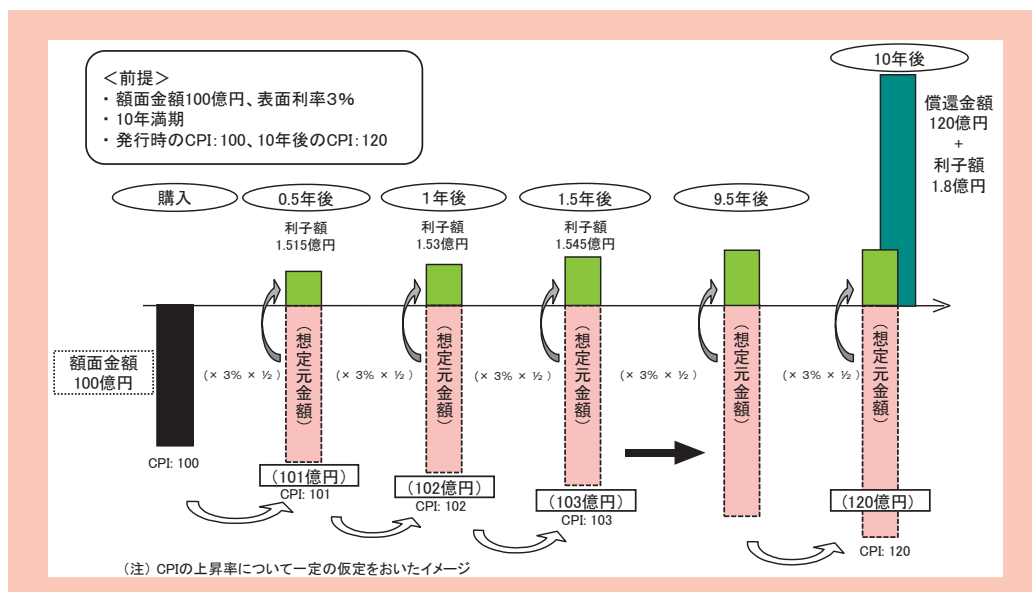 <前提>
・ 額面金額100億円、表面利率3%
・ 10年満期
・ 発行時のCPI:100、10年後のCPI:120
10年後
償還金額
120億円
+
利子額
1.8億円
購入
0.5年後
1年後
1.5年後
9.5年後
利子額
1.515億円
利子額
1.53億円
利子額
1.545億円
額面金額
100億円
(× 3% × ½)
(× 3% × ½)
(× 3% × ½)
(× 3% × ½)
(× 3% × ½)
(想定元金額)
(想定元金額)
(想定元金額)
(想定元金額)
(想定元金額)
CPI: 100
(101億円)
CPI: 101
(102億円)
CPI: 102
(103億円)
CPI: 103
(120億円)
CPI: 120
(注) CPIの上昇率について一定の仮定をおいたイメージ